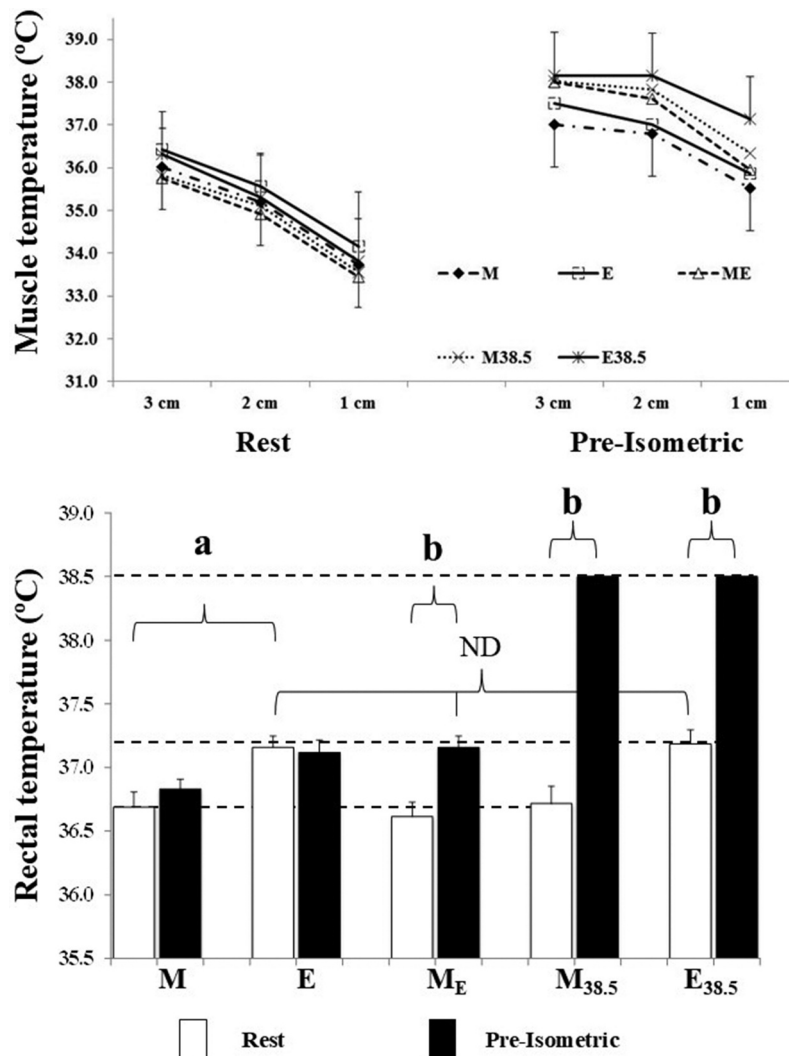 Muscle temperature (ºC)
39.0
38.0
37.0
36.0
35.0
34.0
33.0
32.0
31.0
M
E
ME
M38.5
E38.5
3 cm
2 cm
1 cm
3 cm
2 cm
1 cm
Rest
Pre-Isometric
Rectal temperature (ºC)
39.0
38.5
38.0
37.5
37.0
36.5
36.0
35.5
a
b
b
b
ND
M
E
M_E
M_38.5
E_38.5
Rest
Pre-Isometric